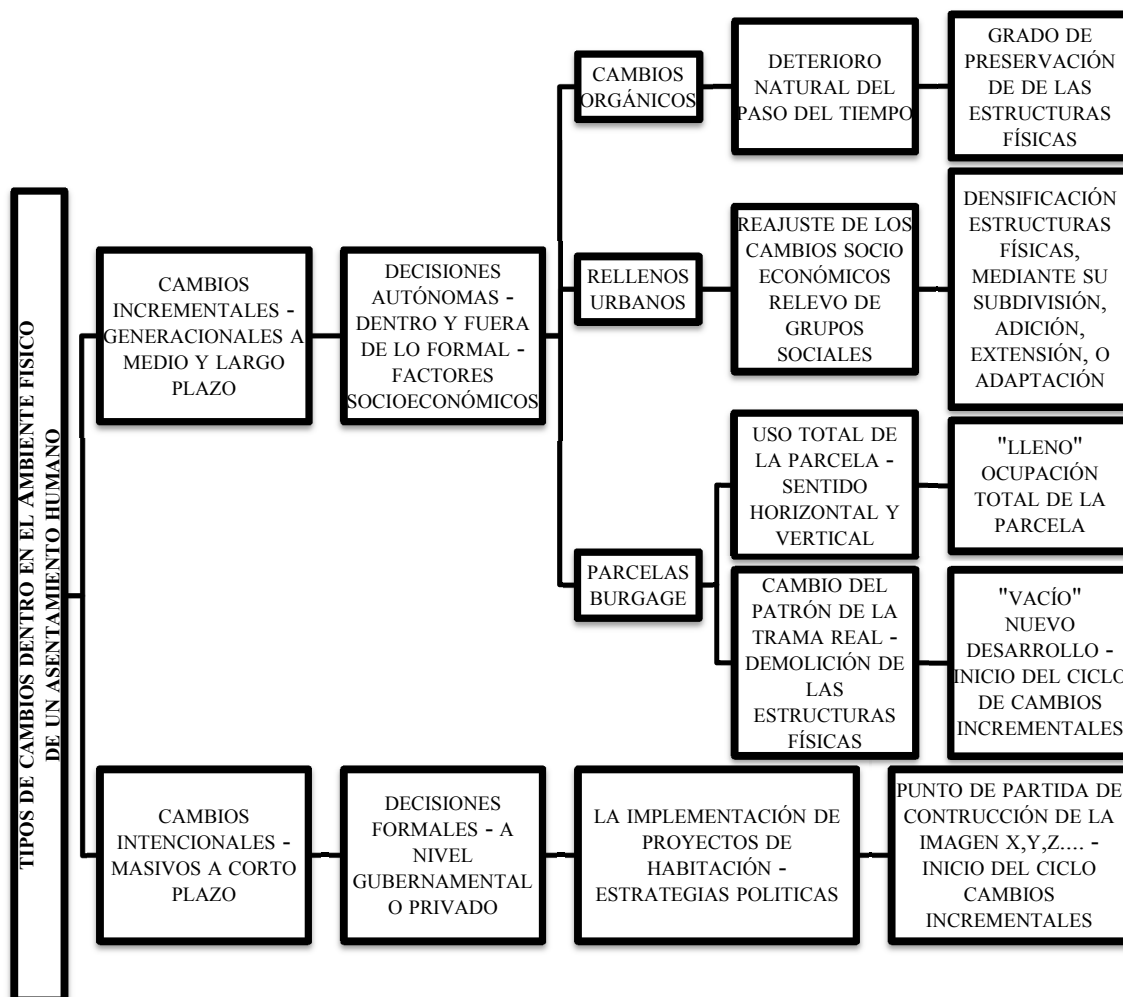 TIPOS DE CAMBIOS DENTRO EN EL AMBIENTE FÍSICO
DE UN ASENTAMIENTO HUMANO
CAMBIOS
INCREMENTALES -
GENERACIONALES A
MEDIO Y LARGO
PLAZO
DECISIONES
AUTÓNOMAS -
DENTRO Y FUERA
DE LO FORMAL -
FACTORES
SOCIOECONÓMICOS
CAMBIOS
ORGÁNICOS
DETERIORO
NATURAL DEL
PASO DEL TIEMPO
GRADO DE
PRESERVACIÓN
DE DE LAS
ESTRUCTURAS
FÍSICAS
RELLENOS
URBANOS
REAJUSTE DE LOS
CAMBIOS SOCIO
ECONÓMICOS
RELEVO DE
GRUPOS
SOCIALES
DENSIFICACIÓN
ESTRUCTURAS
FÍSICAS,
MEDIANTE SU
SUBDIVISIÓN,
ADICIÓN,
EXTENSIÓN, O
ADAPTACIÓN
PARCELAS
BURGAGE
USO TOTAL DE
LA PARCELA -
SENTIDO
HORIZONTAL Y
VERTICAL
"LLENO"
OCUPACIÓN
TOTAL DE LA
PARCELA
CAMBIO DEL
PATRÓN DE LA
TRAMA REAL -
DEMOLICIÓN DE
LAS
ESTRUCTURAS
FÍSICAS
"VACÍO"
NUEVO
DESARROLLO -
INICIO DEL CICLO
DE CAMBIOS
INCREMENTALES
CAMBIOS
INTENCIONALES -
MASIVOS A CORTO
PLAZO
DECISIONES
FORMALES - A
NIVEL
GUBERNAMENTAL
O PRIVADO
LA IMPLEMENTACIÓN DE
PROYECTOS DE
HABITACIÓN -
ESTRATEGIAS POLITICAS
PUNTO DE PARTIDA DE
CONTRUCCIÓN DE LA
IMAGEN X,Y,Z.... -
INICIO DEL CICLO
CAMBIOS
INCREMENTALES